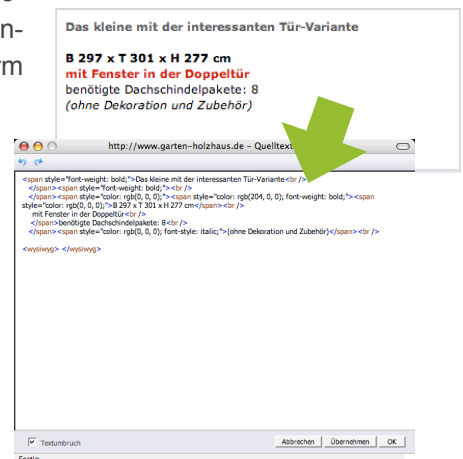 n-
rm
Das kleine mit der interessanten Tür-Variante
B 297 x T 301 x H 277 cm
mit Fenster in der Doppeltür
benötigte Dachschindelpakete: 8
(ohne Dekoration und Zubehör)
http://www.garten-holzhaus.de – Quelltext
<span style="font-weight: bold;">Das kleine mit der interessanten Tür-Variante<br />
</span><span style="font-weight: bold;"><br />
</span><span style="color: rgb(0, 0, 0);"><span style="color: rgb(204, 0, 0); font-weight: bold;"><span
style="color: rgb(0, 0, 0);">B 297 x T 301 x H 277 cm</span><br />
mit Fenster in der Doppeltür<br />
</span>benötigte Dachschindelpakete: 8<br />
</span><span style="color: rgb(0, 0, 0); font-style: italic;">(ohne Dekoration und Zubehör)</span><br />
<wysiwyg> </wysiwyg>
Textumbruch
Abbrechen Übernehmen OK
Fertig